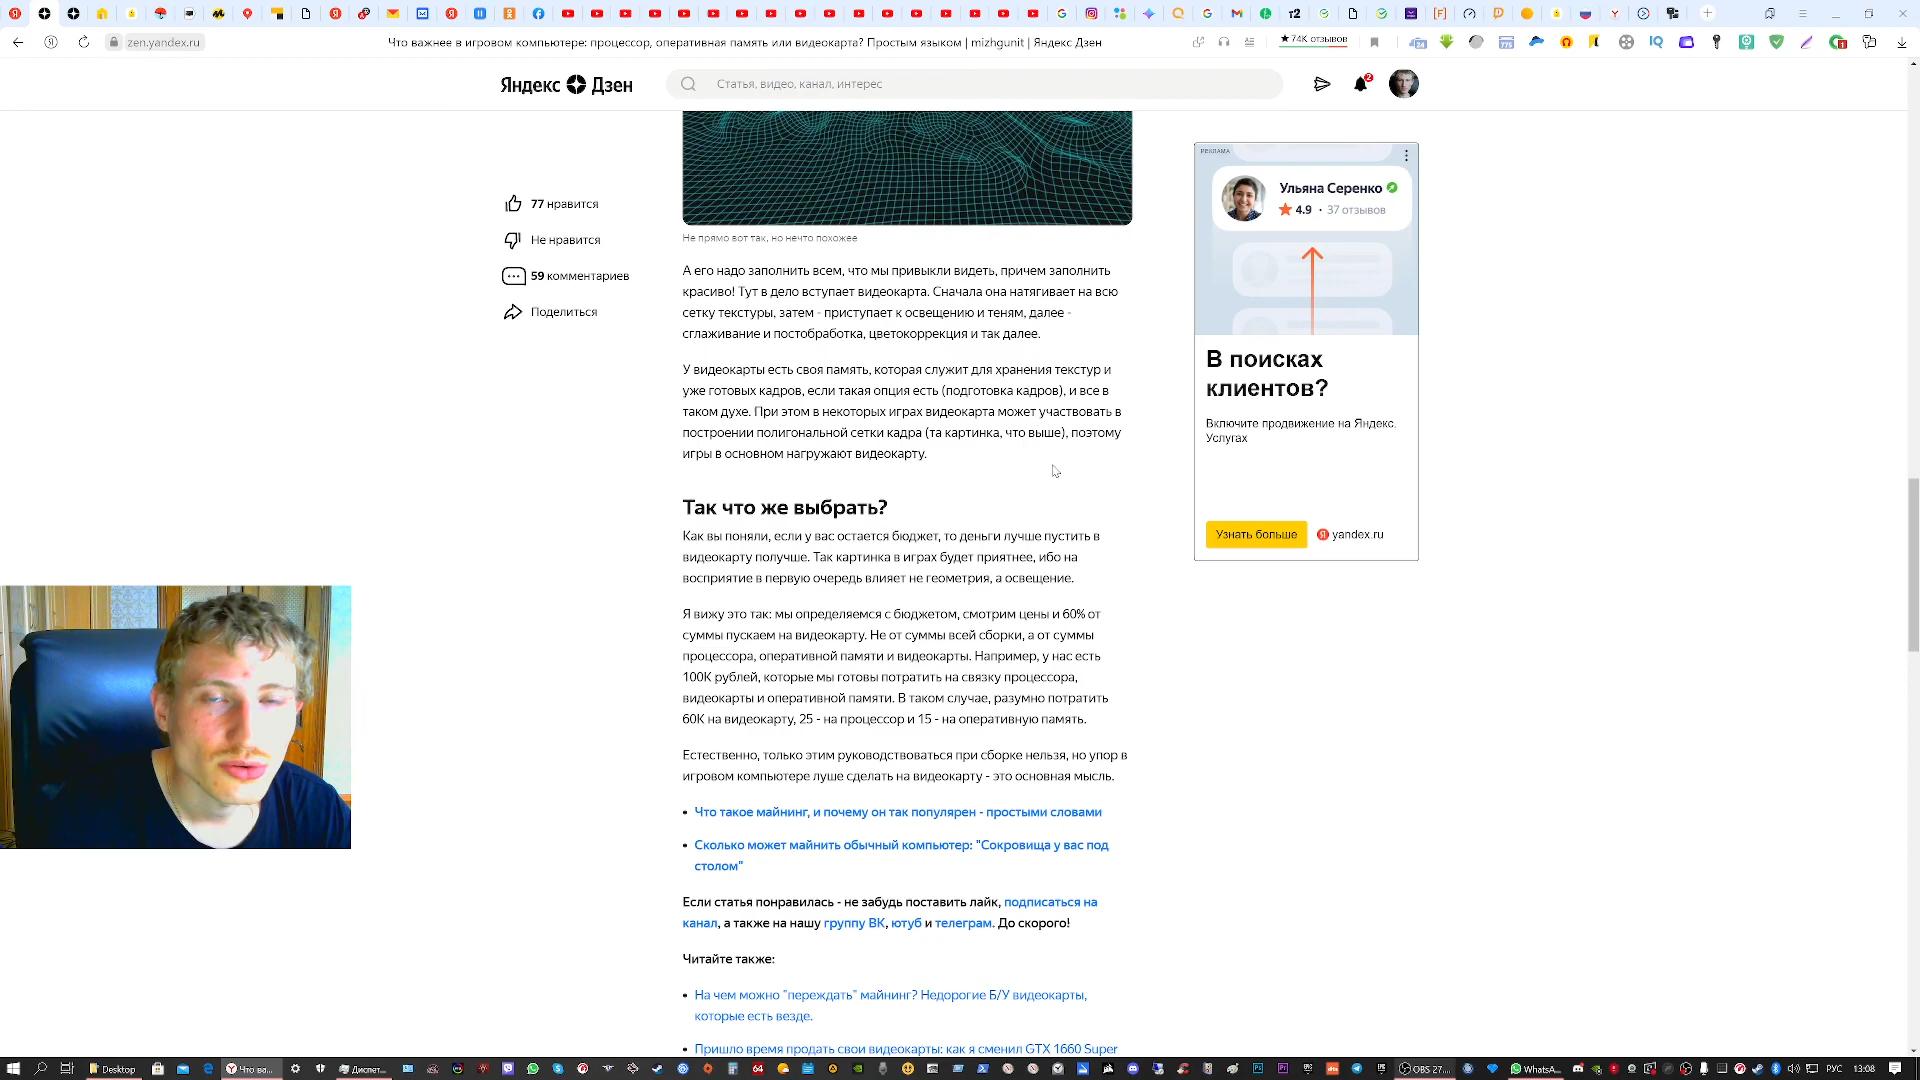 zen.yandex.ru
Что важнее в игровом компьютере: процессор, оперативная память или видеокарта? Простым языком | mizhgunit | Яндекс Дзен
★74K отзывов
Яндекс Дзен
Статья, видео, канал, интерес
2
77 нравится
Не нравится
59 комментариев
Поделиться
Не прямо вот так, но нечто похожее
А его надо заполнить всем, что мы привыкли видеть, причем заполнить
красиво! Тут в дело вступает видеокарта. Сначала она натягивает на всю
сетку текстуры, затем - приступает к освещению и теням, далее -
сглаживание и постобработка, цветокоррекция и так далее.
У видеокарты есть своя память, которая служит для хранения текстур и
уже готовых кадров, если такая опция есть (подготовка кадров), и все в
таком духе. При этом в некоторых играх видеокарта может участвовать в
построении полигональной сетки кадра (та картинка, что выше), поэтому
игры в основном нагружают видеокарту.
Так что же выбрать?
Как вы поняли, если у вас остается бюджет, то деньги лучше пустить в
видеокарту получше. Так картинка в играх будет приятнее, ибо на
восприятие в первую очередь влияет не геометрия, а освещение.
Я вижу это так: мы определяемся с бюджетом, смотрим цены и 60% от
суммы пускаем на видеокарту. Не от суммы всей сборки, а от суммы
процессора, оперативной памяти и видеокарты. Например, у нас есть
100К рублей, которые мы готовы потратить на связку процессора,
видеокарты и оперативной памяти. В таком случае, разумно потратить
60К на видеокарту, 25 - на процессор и 15 - на оперативную память.
Естественно, только этим руководствоваться при сборке нельзя, но упор в
игровом компьютере луше сделать на видеокарту - это основная мысль.
• Что такое майнинг, и почему он так популярен - простыми словами
• Сколько может майнить обычный компьютер: "Сокровища у вас под
столом"
Если статья понравилась - не забудь поставить лайк, подписаться на
канал, а также на нашу группу ВК, ютуб и телеграм. До скорого!
Читайте также:
• На чем можно "переждать" майнинг? Недорогие Б/У видеокарты,
которые есть везде.
• Пришло время продать свои видеокарты: как я сменил GTX 1660 Super
РЕКЛАМА
Ульяна Серенко
4.9 · 37 отзывов
В поисках
клиентов?
Включите продвижение на Яндекс.
Услугах
Узнать больше
yandex.ru
Desktop
Что ва...
Диспет...
OBS 27....
WhatsA...
РУС
13:08